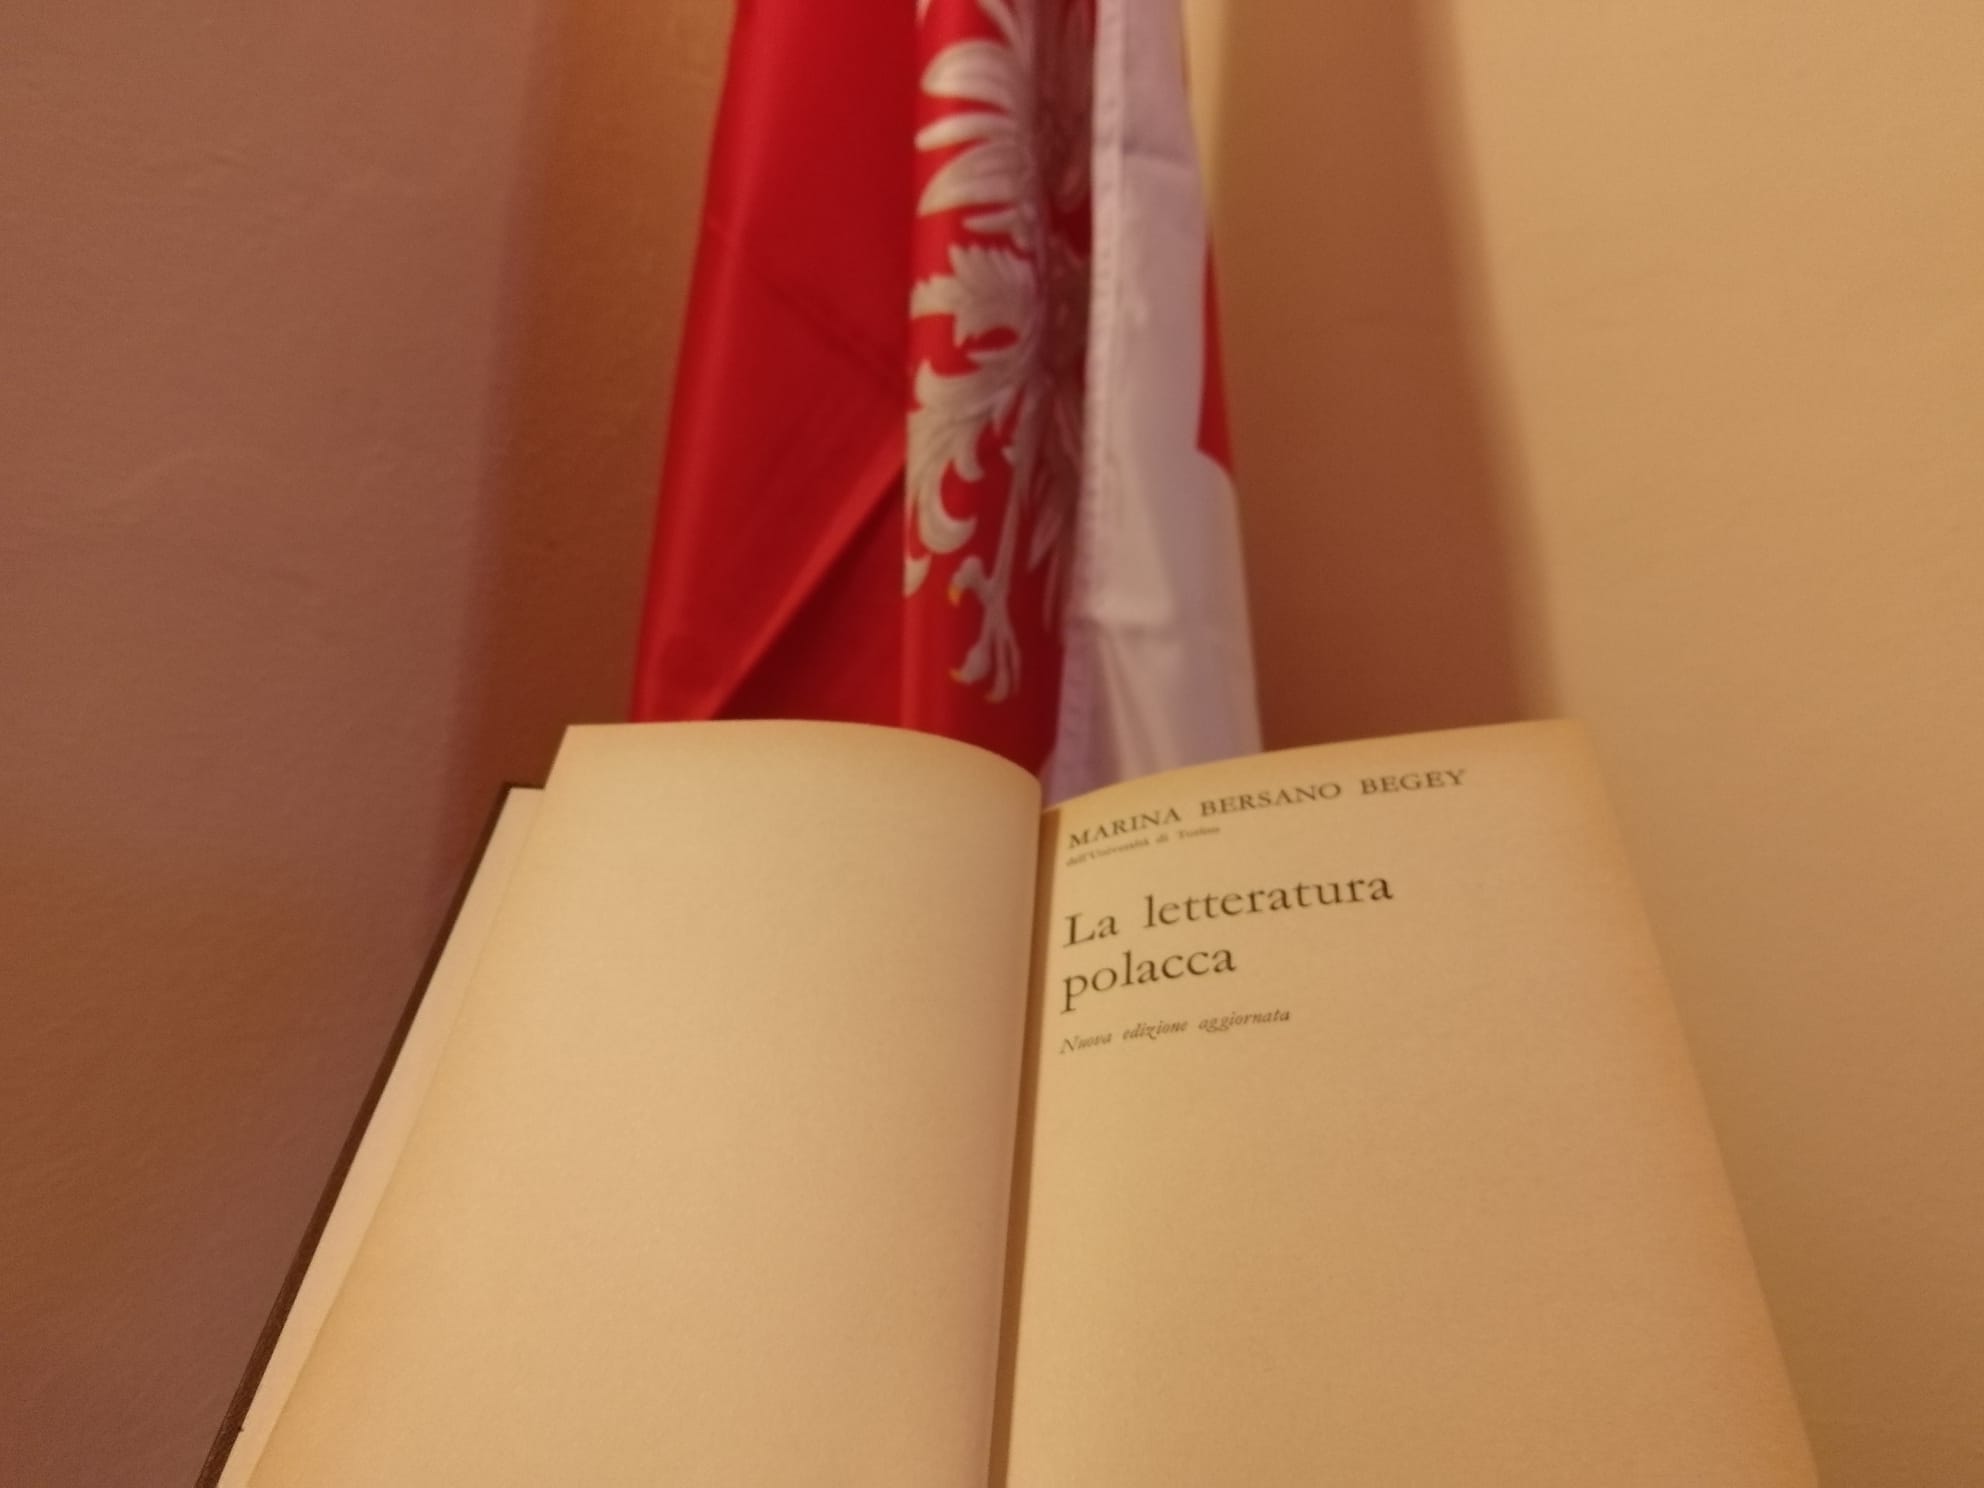 MARINA BERSANO BEGEY
dell'Università di Torino
La letteratura
polacca
Nuova edizione aggiornata